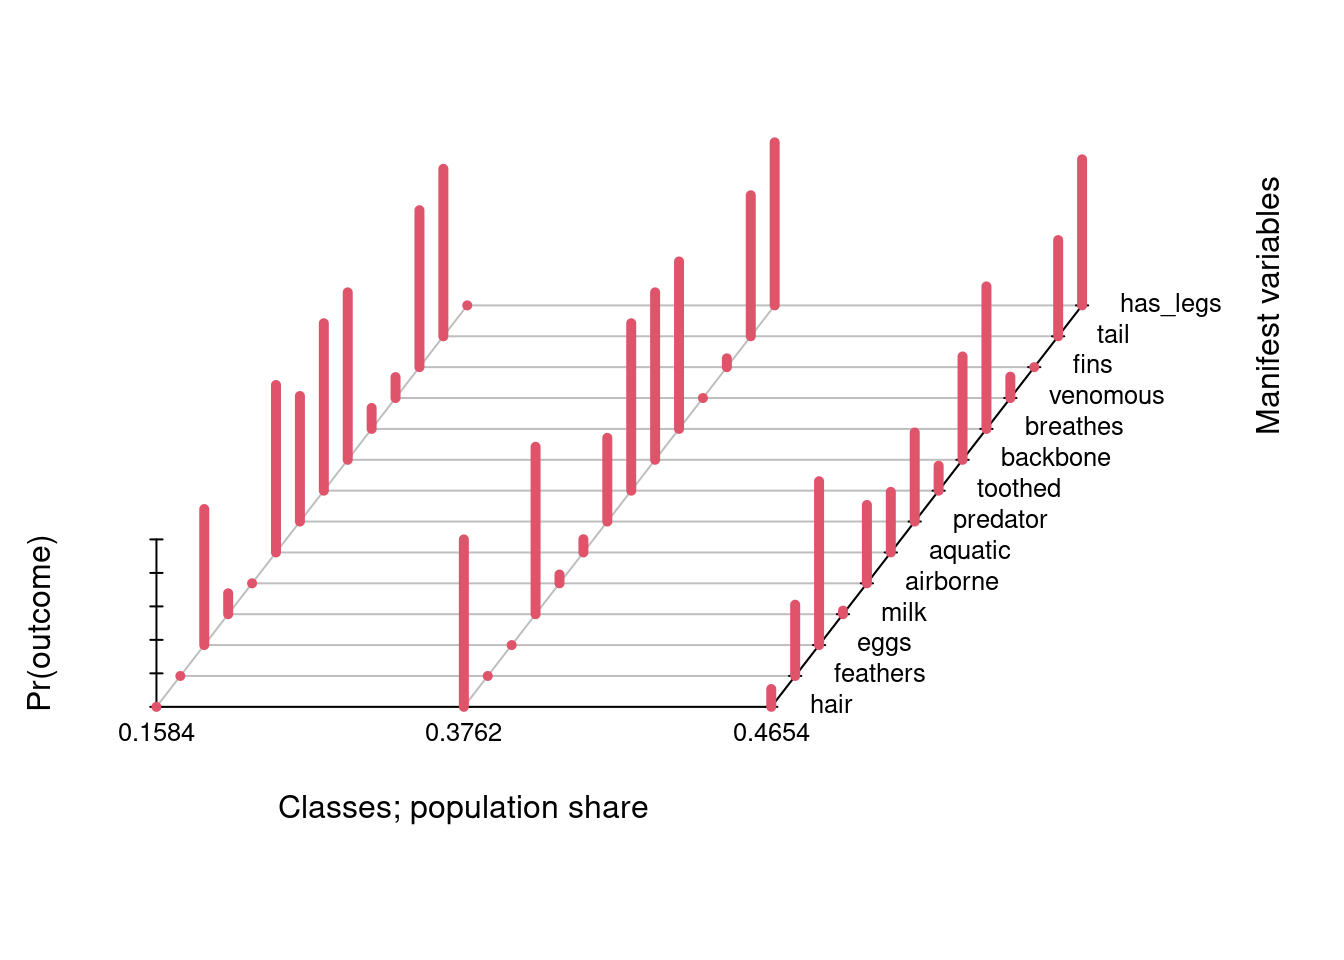 Manifest variables
has_legs
tail
fins
venomous
breathes
backbone
toothed
predator
aquatic
airborne
milk
eggs
feathers
hair
Pr(outcome)
0.1584 0.3762 0.4654
Classes; population share